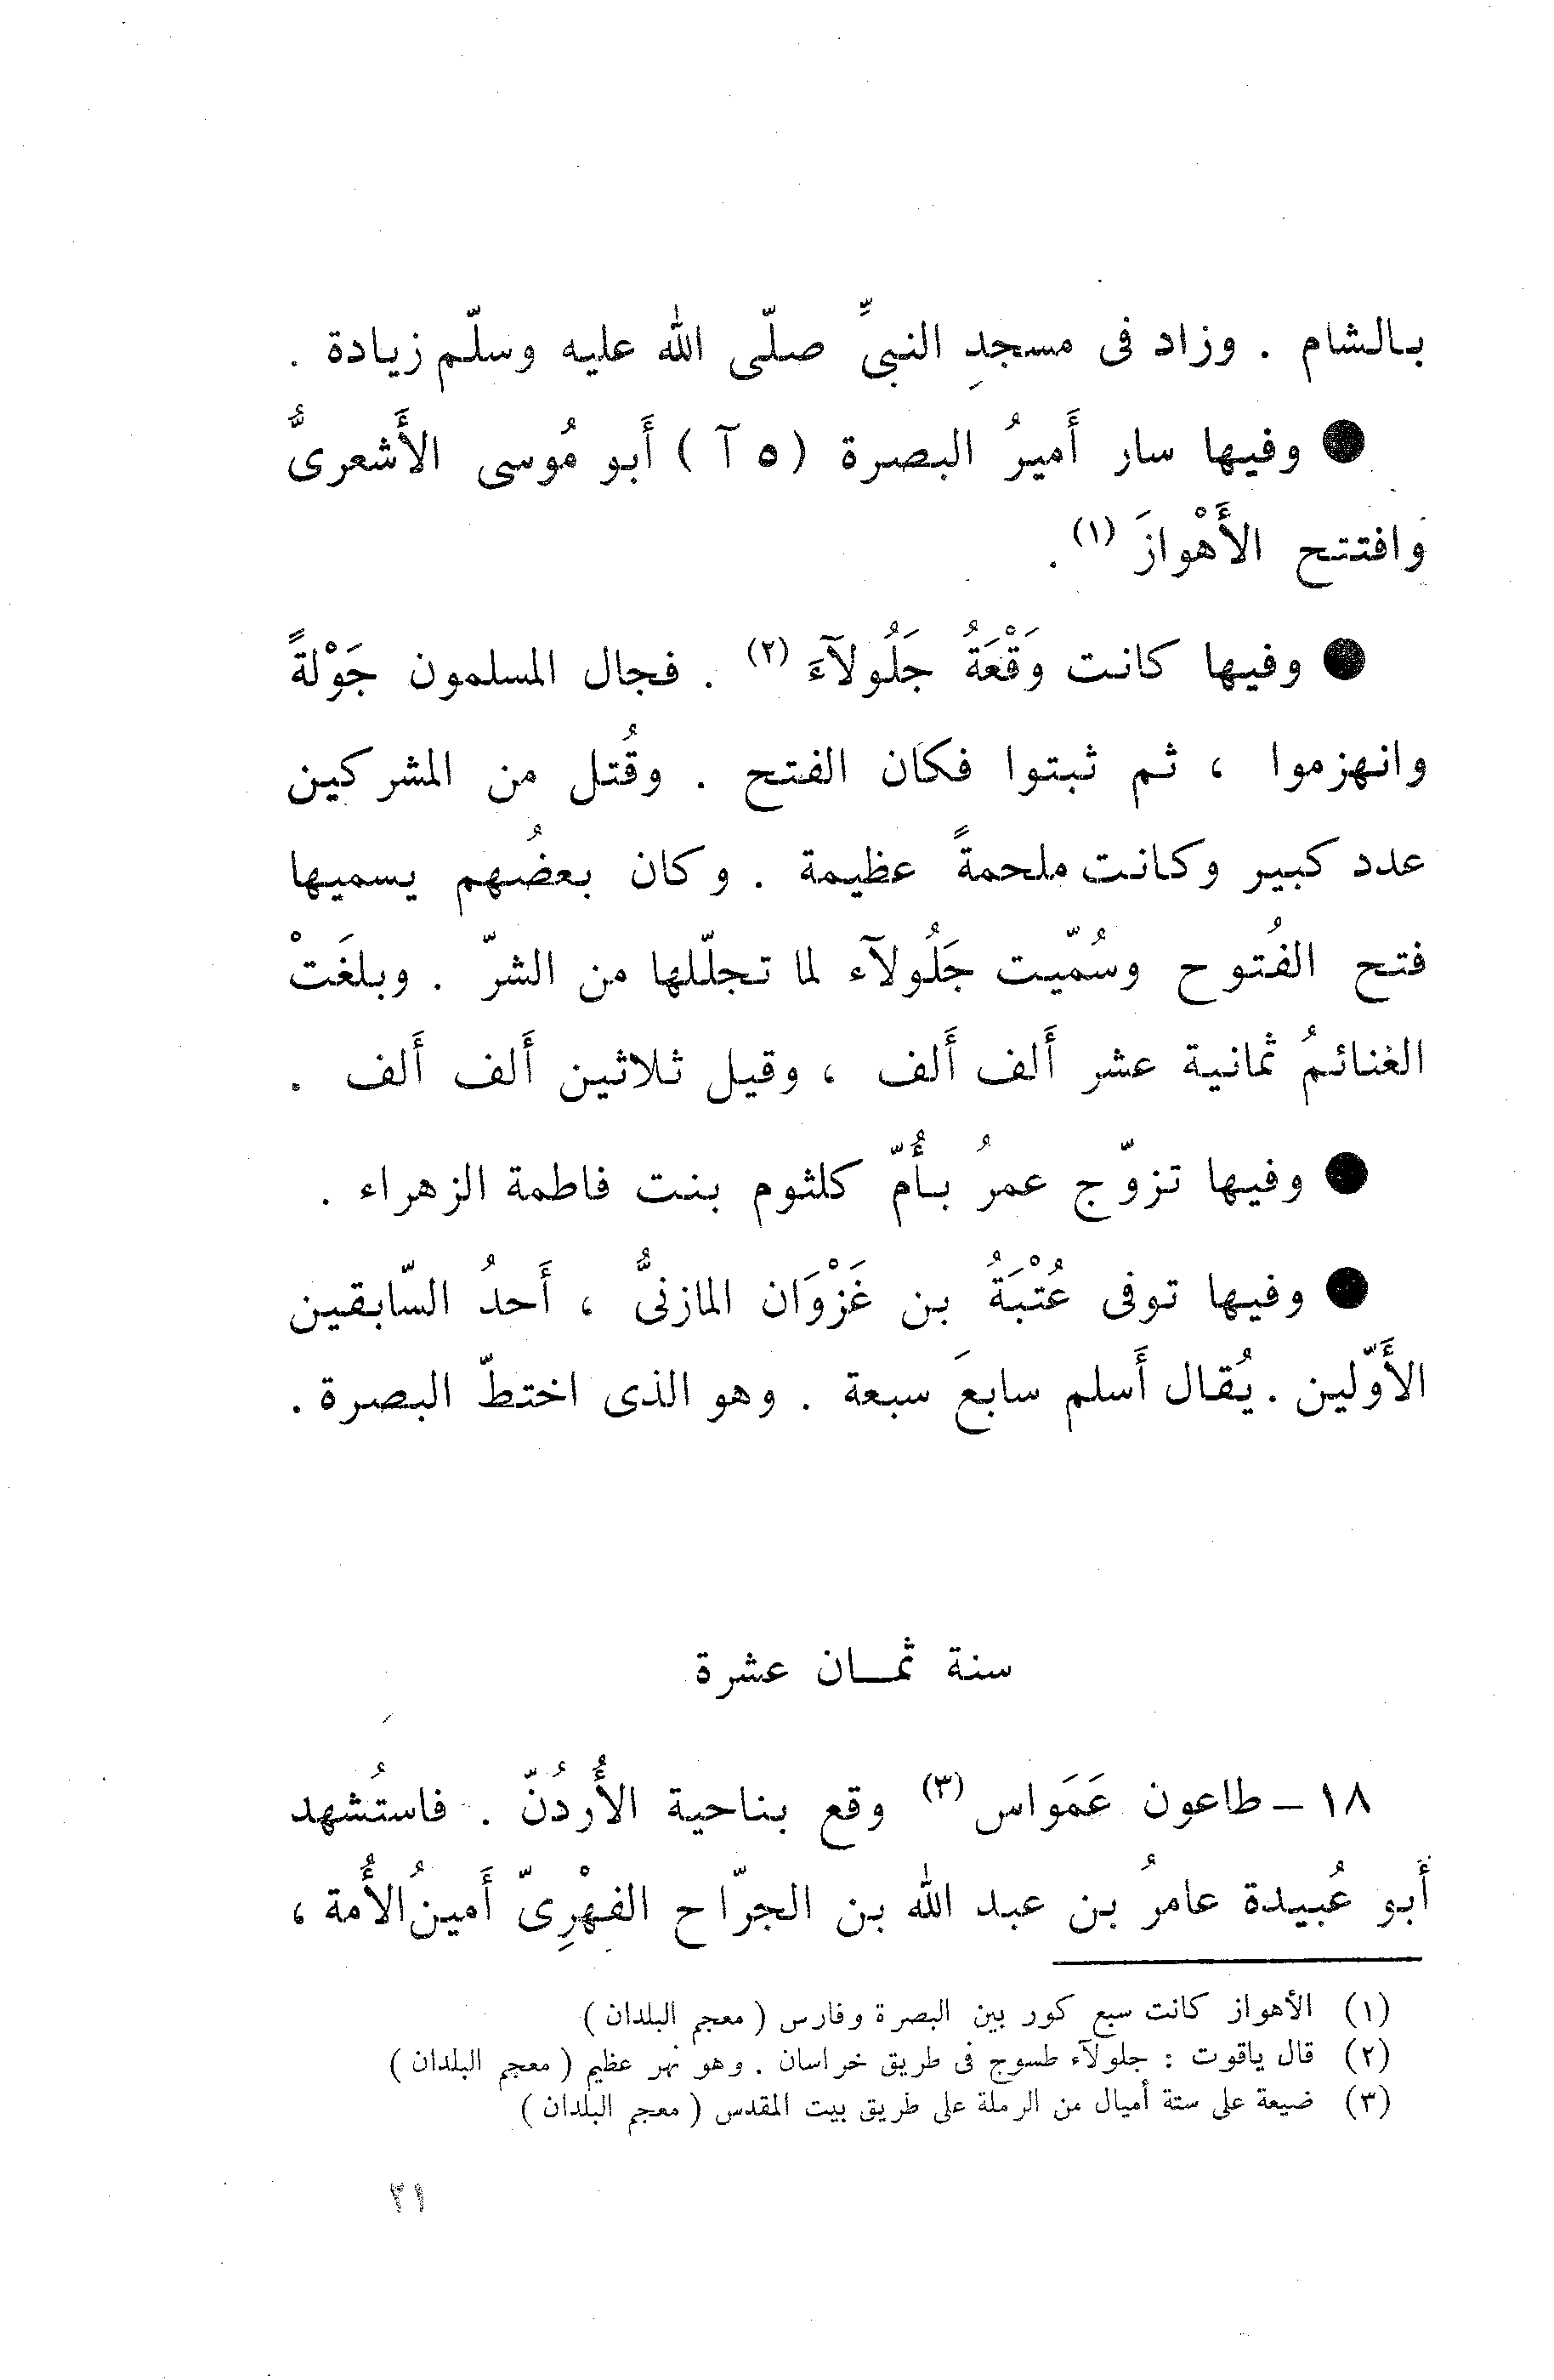 بالشام . وزاد فى مسجدِ النبىِّ صلّى الله عليه وسلّم زيادة .
● وفيها سار أَميرُ البصرة (٥ آ) أَبو مُوسى الأَشعرىُّ
وافتتح الأَهْوازَ (١) .
● وفيها كانت وَقْعَةُ جَلُولآءَ (٢) . فجال المسلمون جَوْلةً
وانهزموا ، ثم ثبتوا فكان الفتح . وقُتل من المشركين
عدد كبير وكانت ملحمةً عظيمة . وكان بعضُهم يسميها
فتح الفُتوح وسُمّيت جَلُولآء لما تجلّلها من الشرّ . وبلغَتْ
الغنائمُ ثمانية عشر أَلف أَلف ، وقيل ثلاثين أَلف أَلف .
● وفيها تزوّج عمرُ بأُمّ كلثوم بنت فاطمة الزهراء .
● وفيها توفى عُتْبَةُ بن غَزْوَان المازنىُّ ، أَحدُ السّابقين
الأَوّلين . يُقال أَسلم سابعَ سبعة . وهو الذى اختطّ البصرة .
سنة ثمـان عشرة
١٨ – طاعون عَمَواس (٣) وقع بناحية الأُردُنّ . فاستُشهد
أَبو عُبيدة عامرُ بن عبد الله بن الجرّاح الفهْرِىّ أَمينُ الأُمة ،
(١) الأهواز كانت سبع كور بين البصرة وفارس ( معجم البلدان )
(٢) قال ياقوت : جلولآء طسوج فى طريق خراسان . وهو نهر عظيم ( معجم البلدان )
(٣) ضيعة على ستة أميال من الرملة على طريق بيت المقدس ( معجم البلدان )
٢١